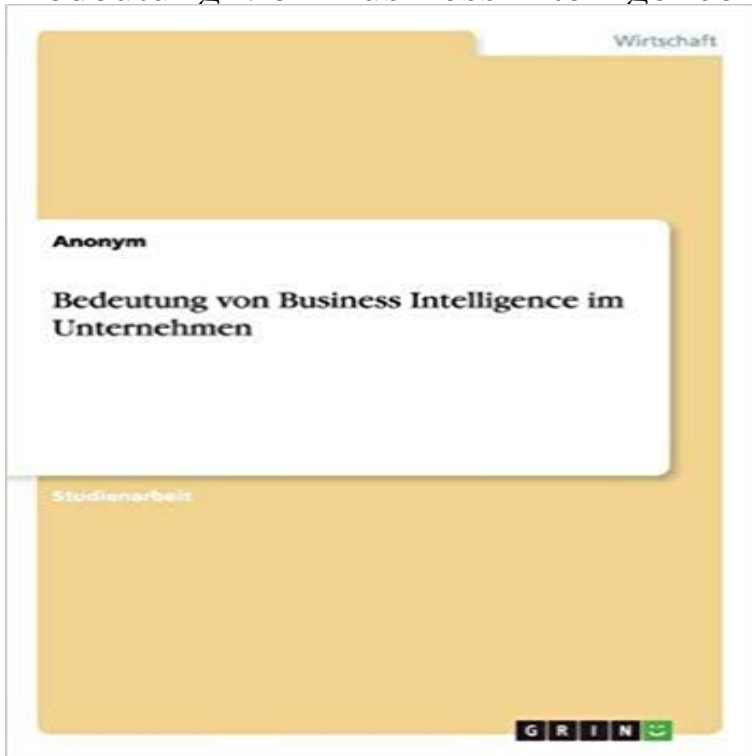 Wirtschaft
Anonym
Bedeutung von Business Intelligence im
Unternehmen
Studienarbeit
GRIN